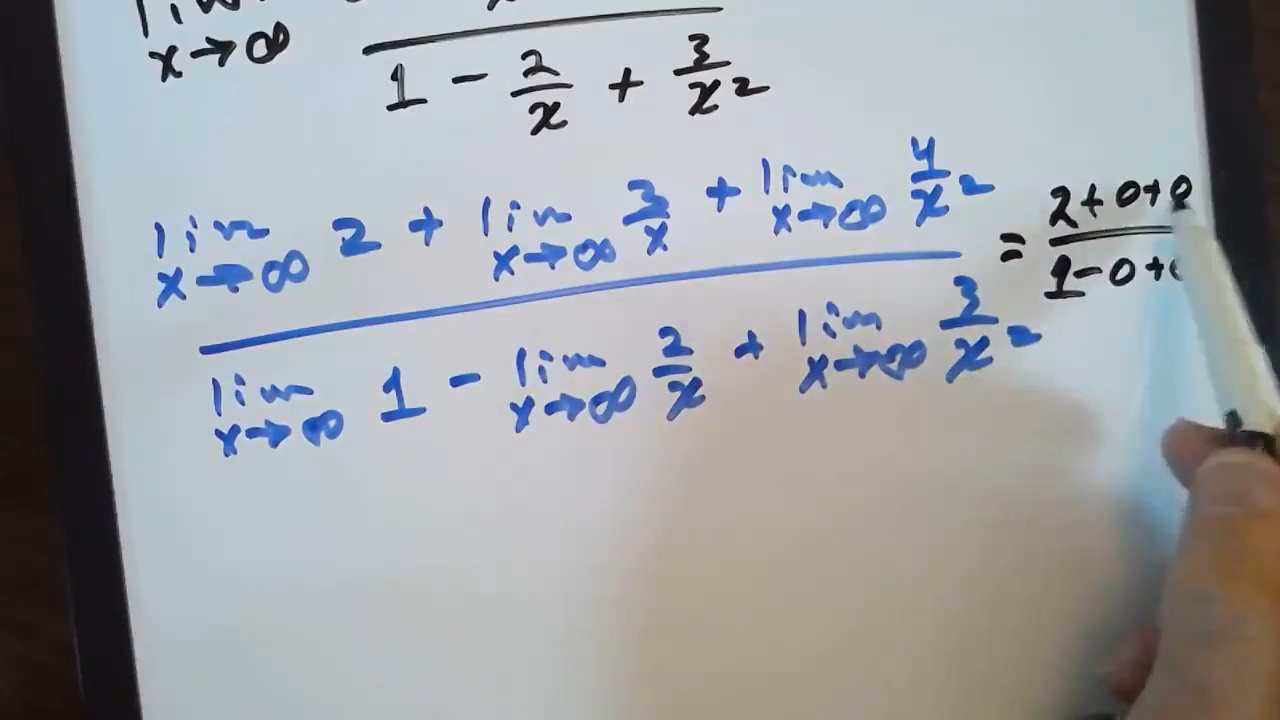 lim x→∞
1 - 2/x + 3/x²
lim x→∞ 2 + lim x→∞ 3/x + lim x→∞ 4/x²
lim x→∞ 1 - lim x→∞ 2/x + lim x→∞ 3/x²
= 2+0+0
1-0+